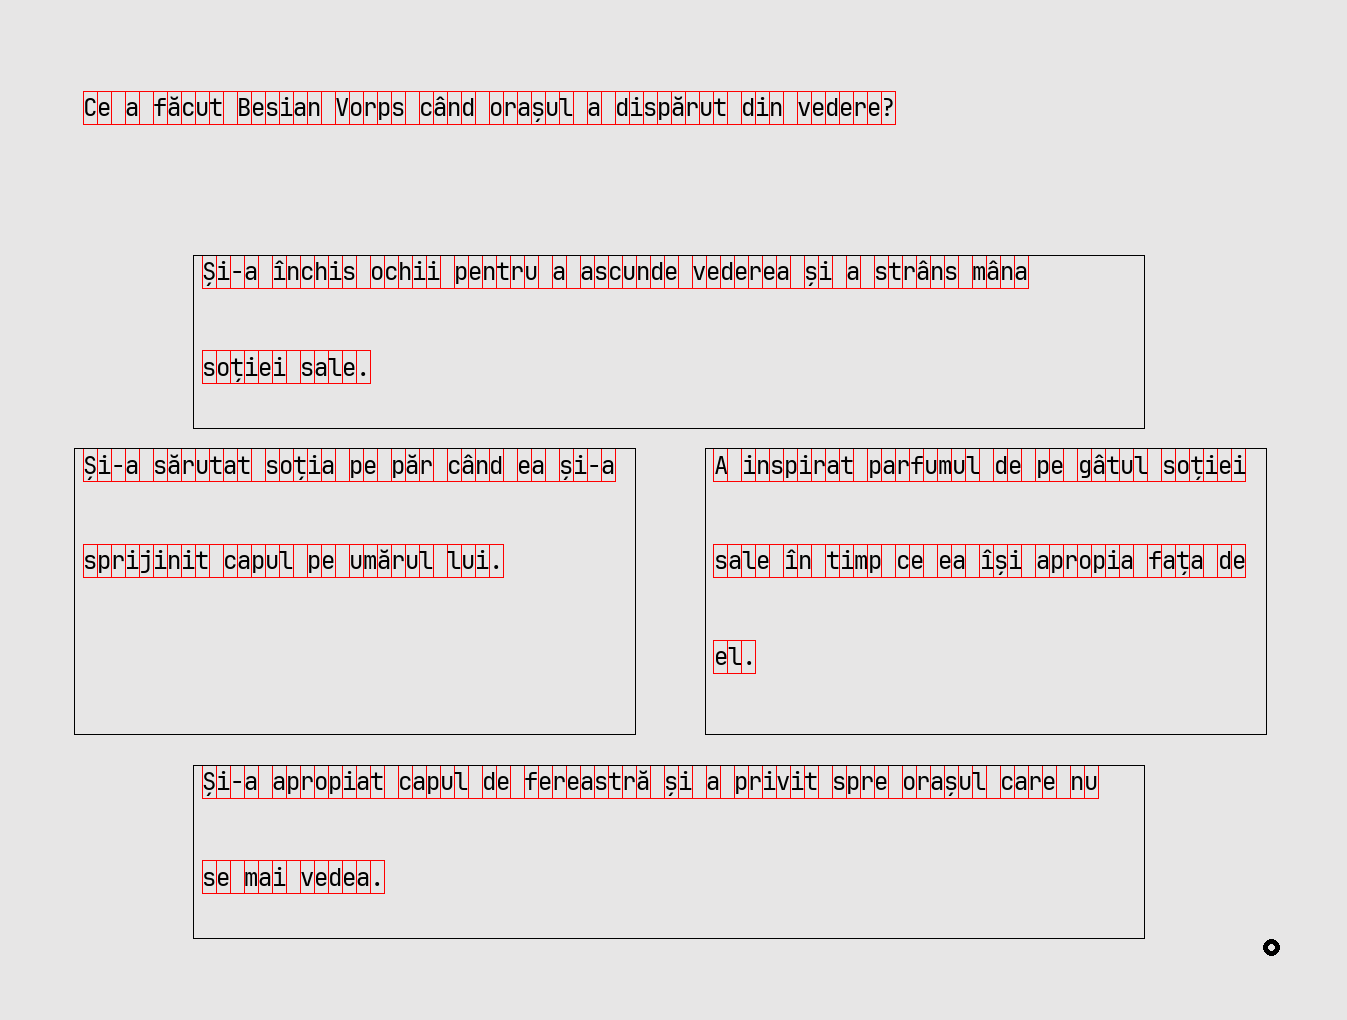 Ce a făcut Besian Vorps când orașul a dispărut din vedere?
Și-a închis ochii pentru a ascunde vederea și a strâns mâna
soției sale.
Și-a sărutat soția pe păr când ea și-a
sprijinit capul pe umărul lui.
A inspirat parfumul de pe gâtul soției
sale în timp ce ea își apropia fața de
el.
Și-a apropiat capul de fereastră și a privit spre orașul care nu
se mai vedea.